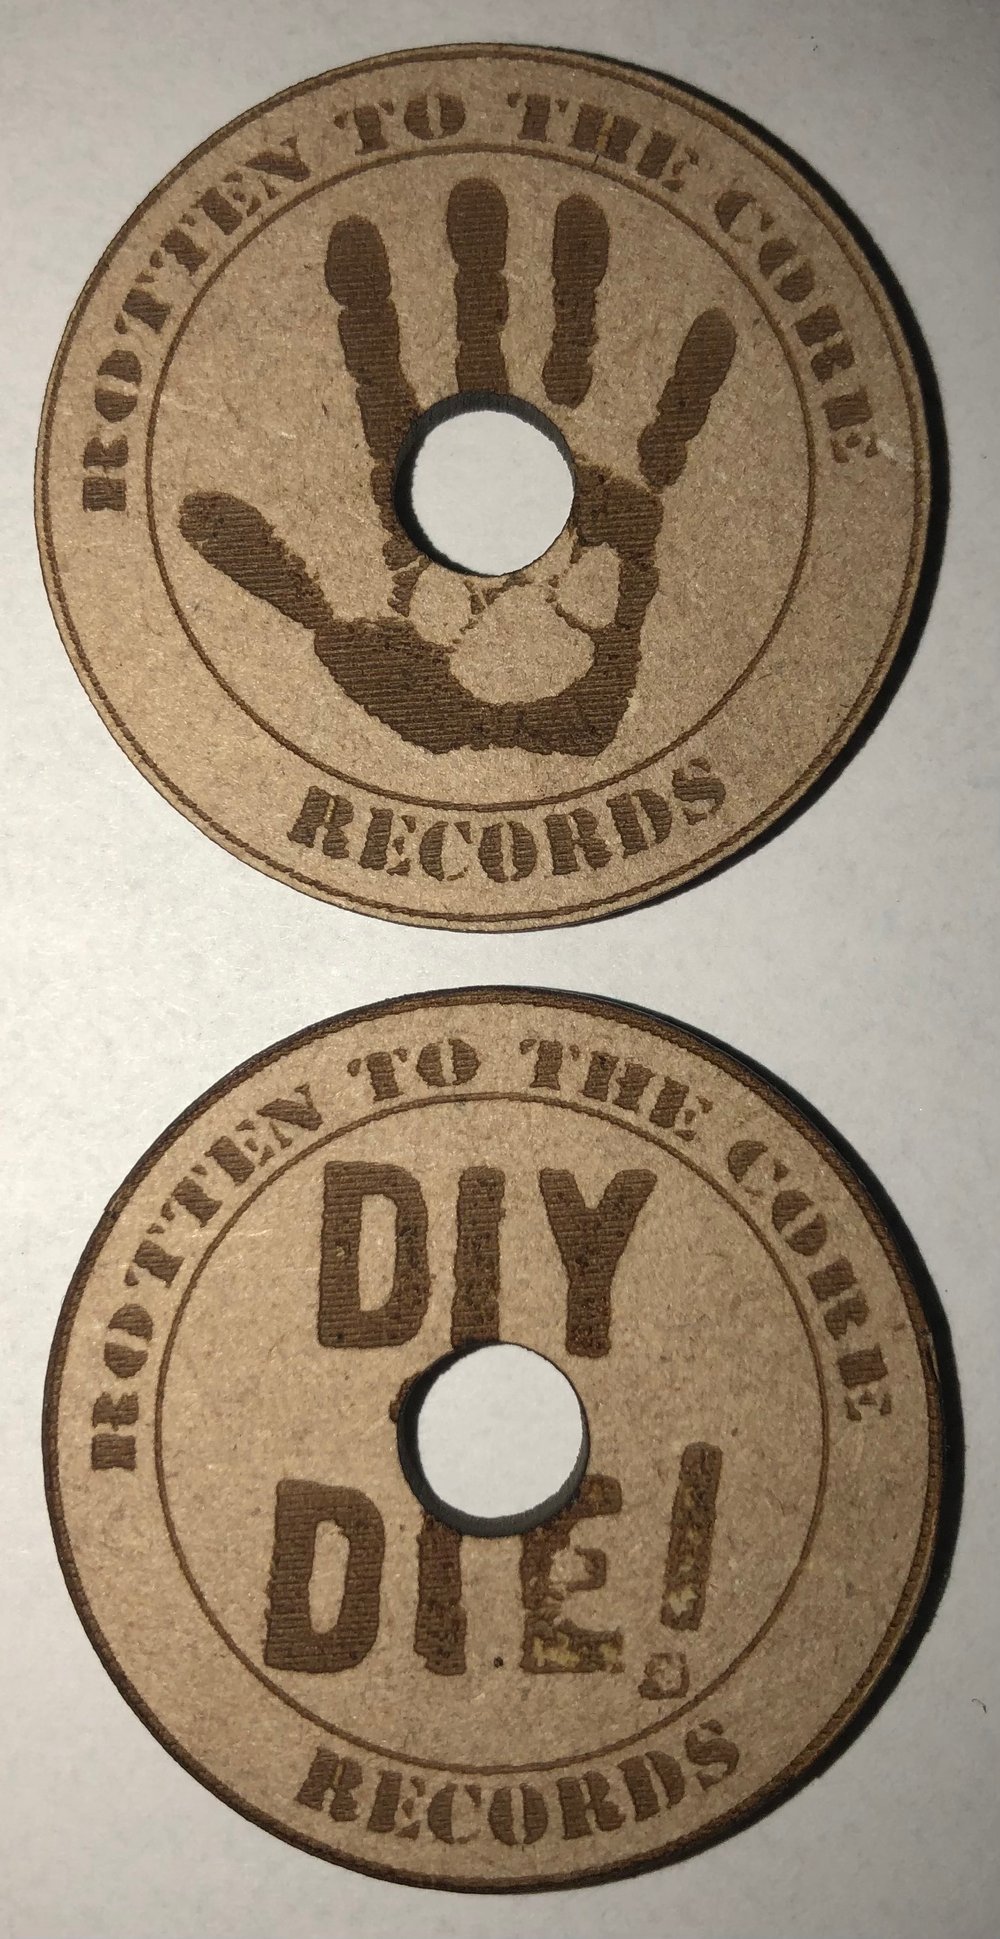 ROTTEN TO THE CORE
RECORDS
ROTTEN TO THE CORE
DIY
DIE!
RECORDS